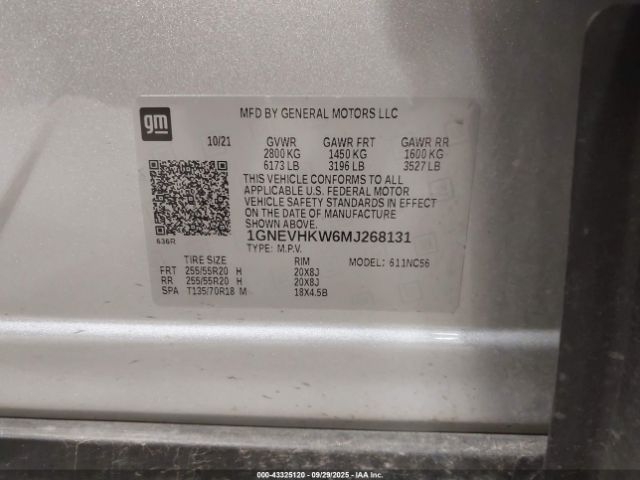 gm
MFD BY GENERAL MOTORS LLC
10/21 GVWR GAWR FRT GAWR RR
2800 KG 1450 KG 1600 KG
6173 LB 3196 LB 3527 LB
THIS VEHICLE CONFORMS TO ALL
APPLICABLE U.S. FEDERAL MOTOR
VEHICLE SAFETY STANDARDS IN EFFECT
ON THE DATE OF MANUFACTURE
SHOWN ABOVE.
636R
1GNEVHKW6MJ268131
TYPE: M.P.V.
TIRE SIZE RIM MODEL: 611NC56
FRT 255/55R20 H 20X8J
RR 255/55R20 H 20X8J
SPA T135/70R18 M 18X4.5B
000-43325120 09/29/2025 IAAI.COM